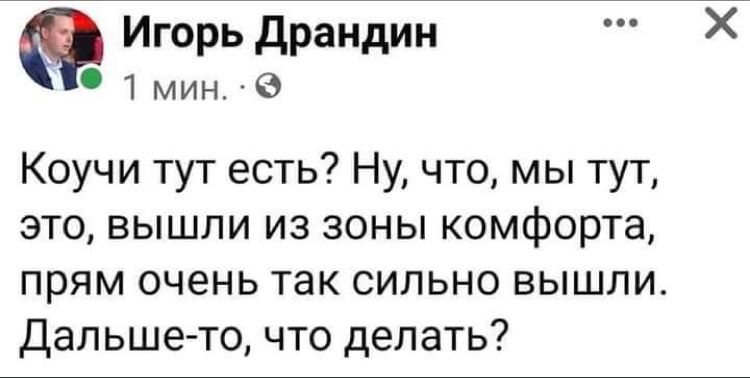 Игорь Драндин
1 мин. ·
Коучи тут есть? Ну, что, мы тут,
это, вышли из зоны комфорта,
прям очень так сильно вышли.
Дальше-то, что делать?